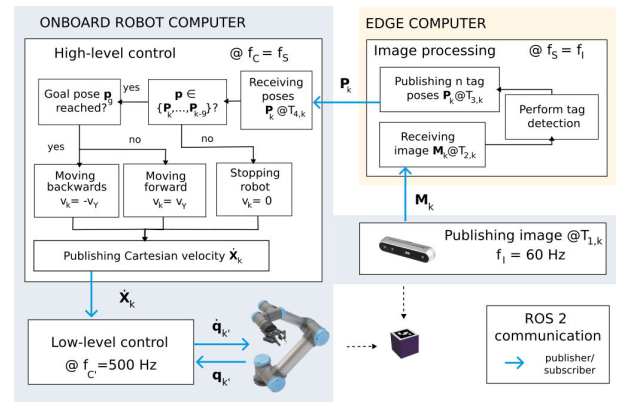 ONBOARD ROBOT COMPUTER
High-level control @ f_C = f_S
Goal pose p_g
reached?
yes
p ∈
{P_k,...,P_k-9}?
Receiving
poses
P_k @T_4,k
yes
no
no
Moving
backwards
v_k = -v_Y
Moving
forward
v_k = v_Y
Stopping
robot
v_k = 0
Publishing Cartesian velocity Ẋ_k
Ẋ_k
Low-level control
@ f_C'=500 Hz
q̇_k'
q_k'
EDGE COMPUTER
Image processing @ f_S = f_I
P_k
Publishing n tag
poses P_k@T_3,k
Perform tag
detection
Receiving
image M_k@T_2,k
M_k
Publishing image @T_1,k
f_I = 60 Hz
ROS 2
communication
publisher/
subscriber